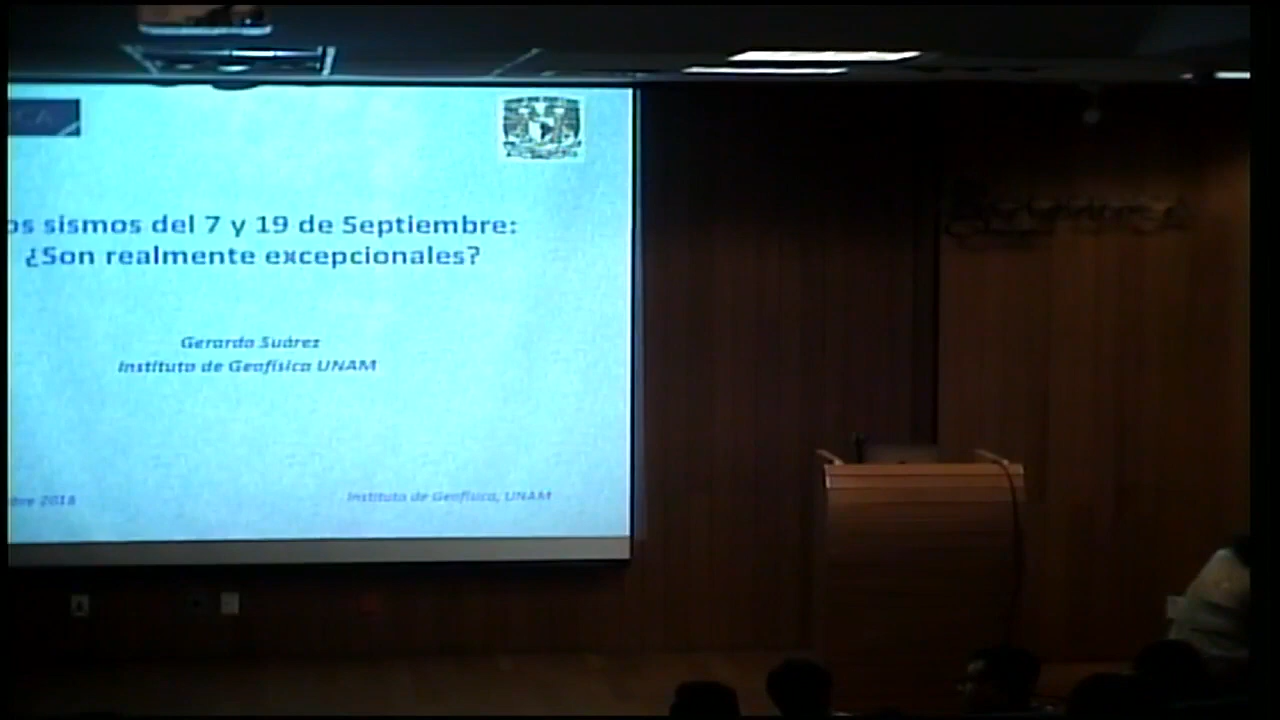 os sismos del 7 y 19 de Septiembre:
¿Son realmente excepcionales?
Gerardo Suárez
Instituto de Geofísica UNAM
bre 2018
Instituto de Geofísica, UNAM